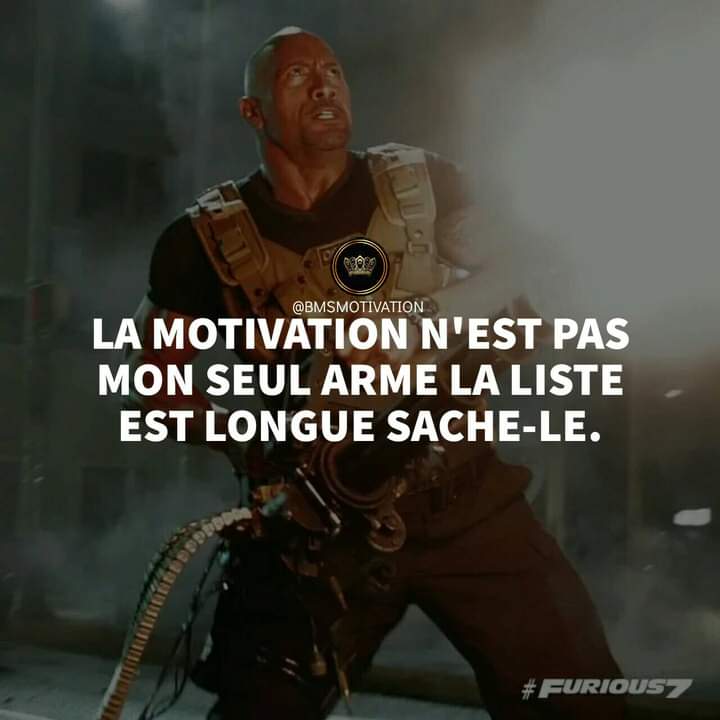 @BMSMOTIVATION
LA MOTIVATION N'EST PAS
MON SEUL ARME LA LISTE
EST LONGUE SACHE-LE.
#FURIOUS7